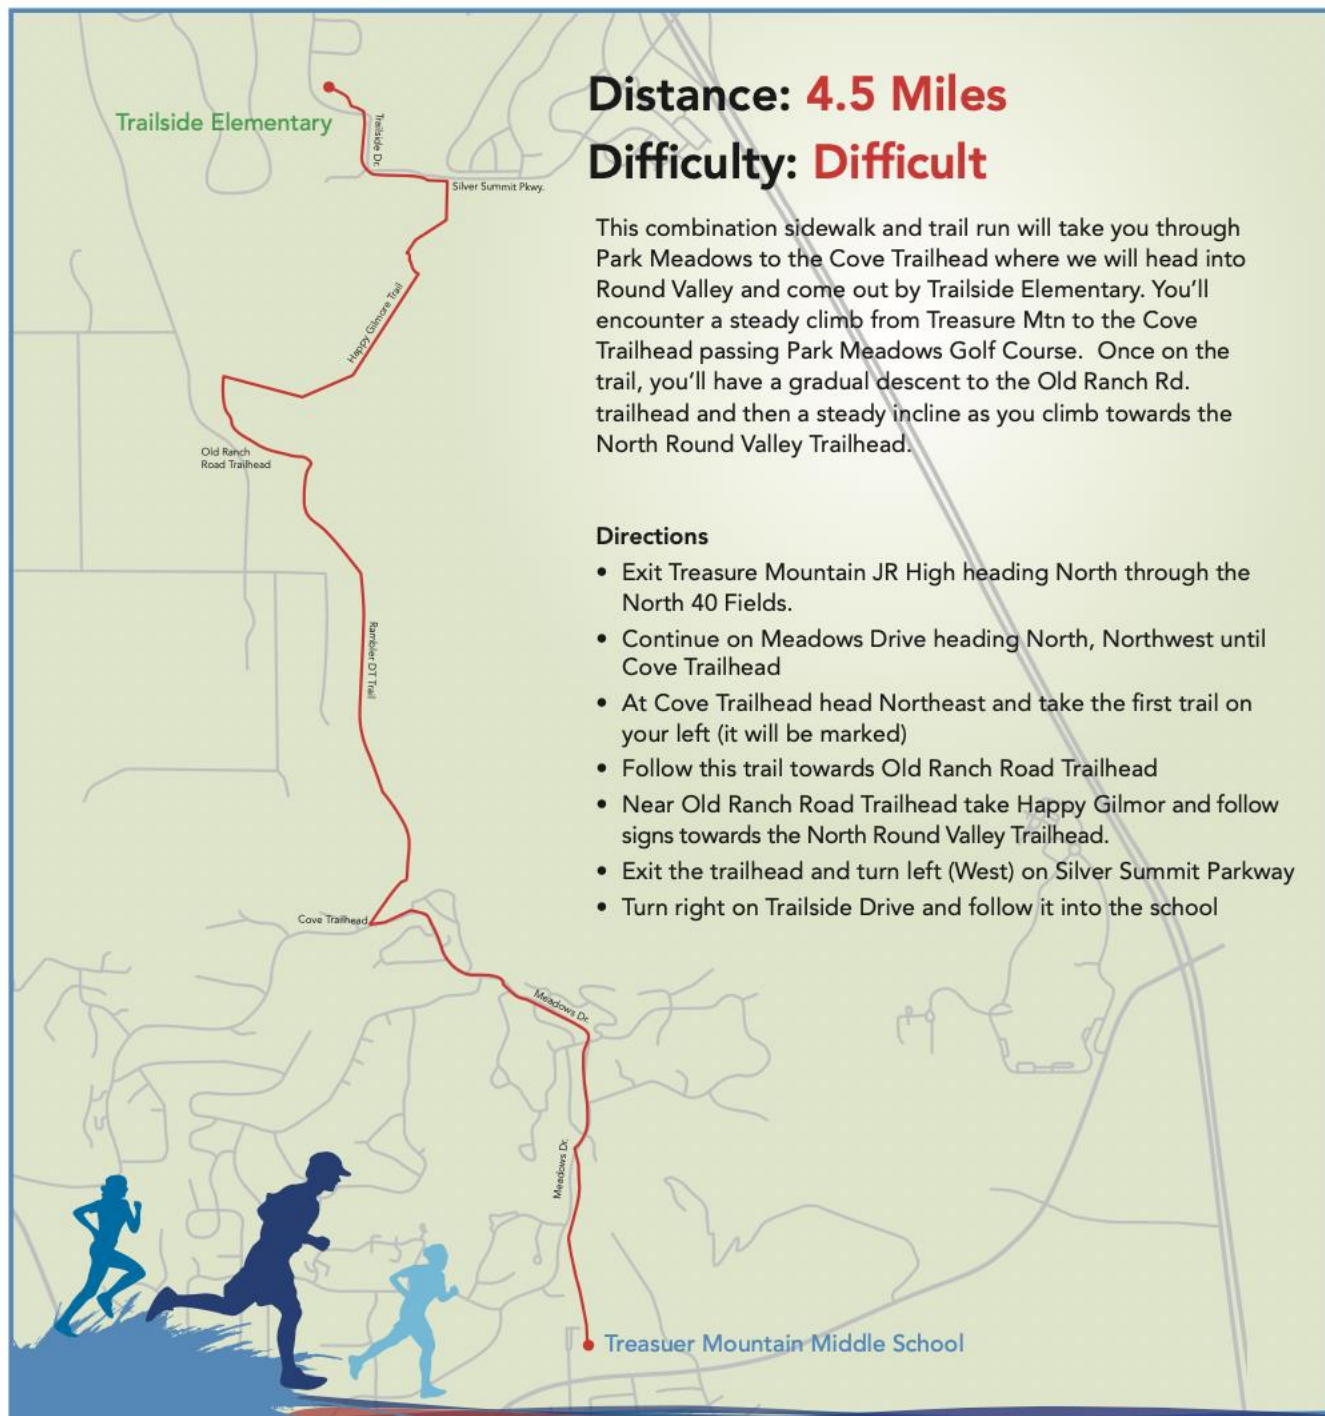 Distance: 4.5 Miles
Difficulty: Difficult
This combination sidewalk and trail run will take you through
Park Meadows to the Cove Trailhead where we will head into
Round Valley and come out by Trailside Elementary. You'll
encounter a steady climb from Treasure Mtn to the Cove
Trailhead passing Park Meadows Golf Course.  Once on the
trail, you'll have a gradual descent to the Old Ranch Rd.
trailhead and then a steady incline as you climb towards the
North Round Valley Trailhead.
Directions
• Exit Treasure Mountain JR High heading North through the
North 40 Fields.
• Continue on Meadows Drive heading North, Northwest until
Cove Trailhead
• At Cove Trailhead head Northeast and take the first trail on
your left (it will be marked)
• Follow this trail towards Old Ranch Road Trailhead
• Near Old Ranch Road Trailhead take Happy Gilmor and follow
signs towards the North Round Valley Trailhead.
• Exit the trailhead and turn left (West) on Silver Summit Parkway
• Turn right on Trailside Drive and follow it into the school
Trailside Elementary
Trailside Dr.
Silver Summit Pkwy.
Happy Gilmore Trail
Old Ranch
Road Trailhead
Rambler DT Trail
Cove Trailhead
Meadows Dr.
Meadows Dr.
Treasuer Mountain Middle School